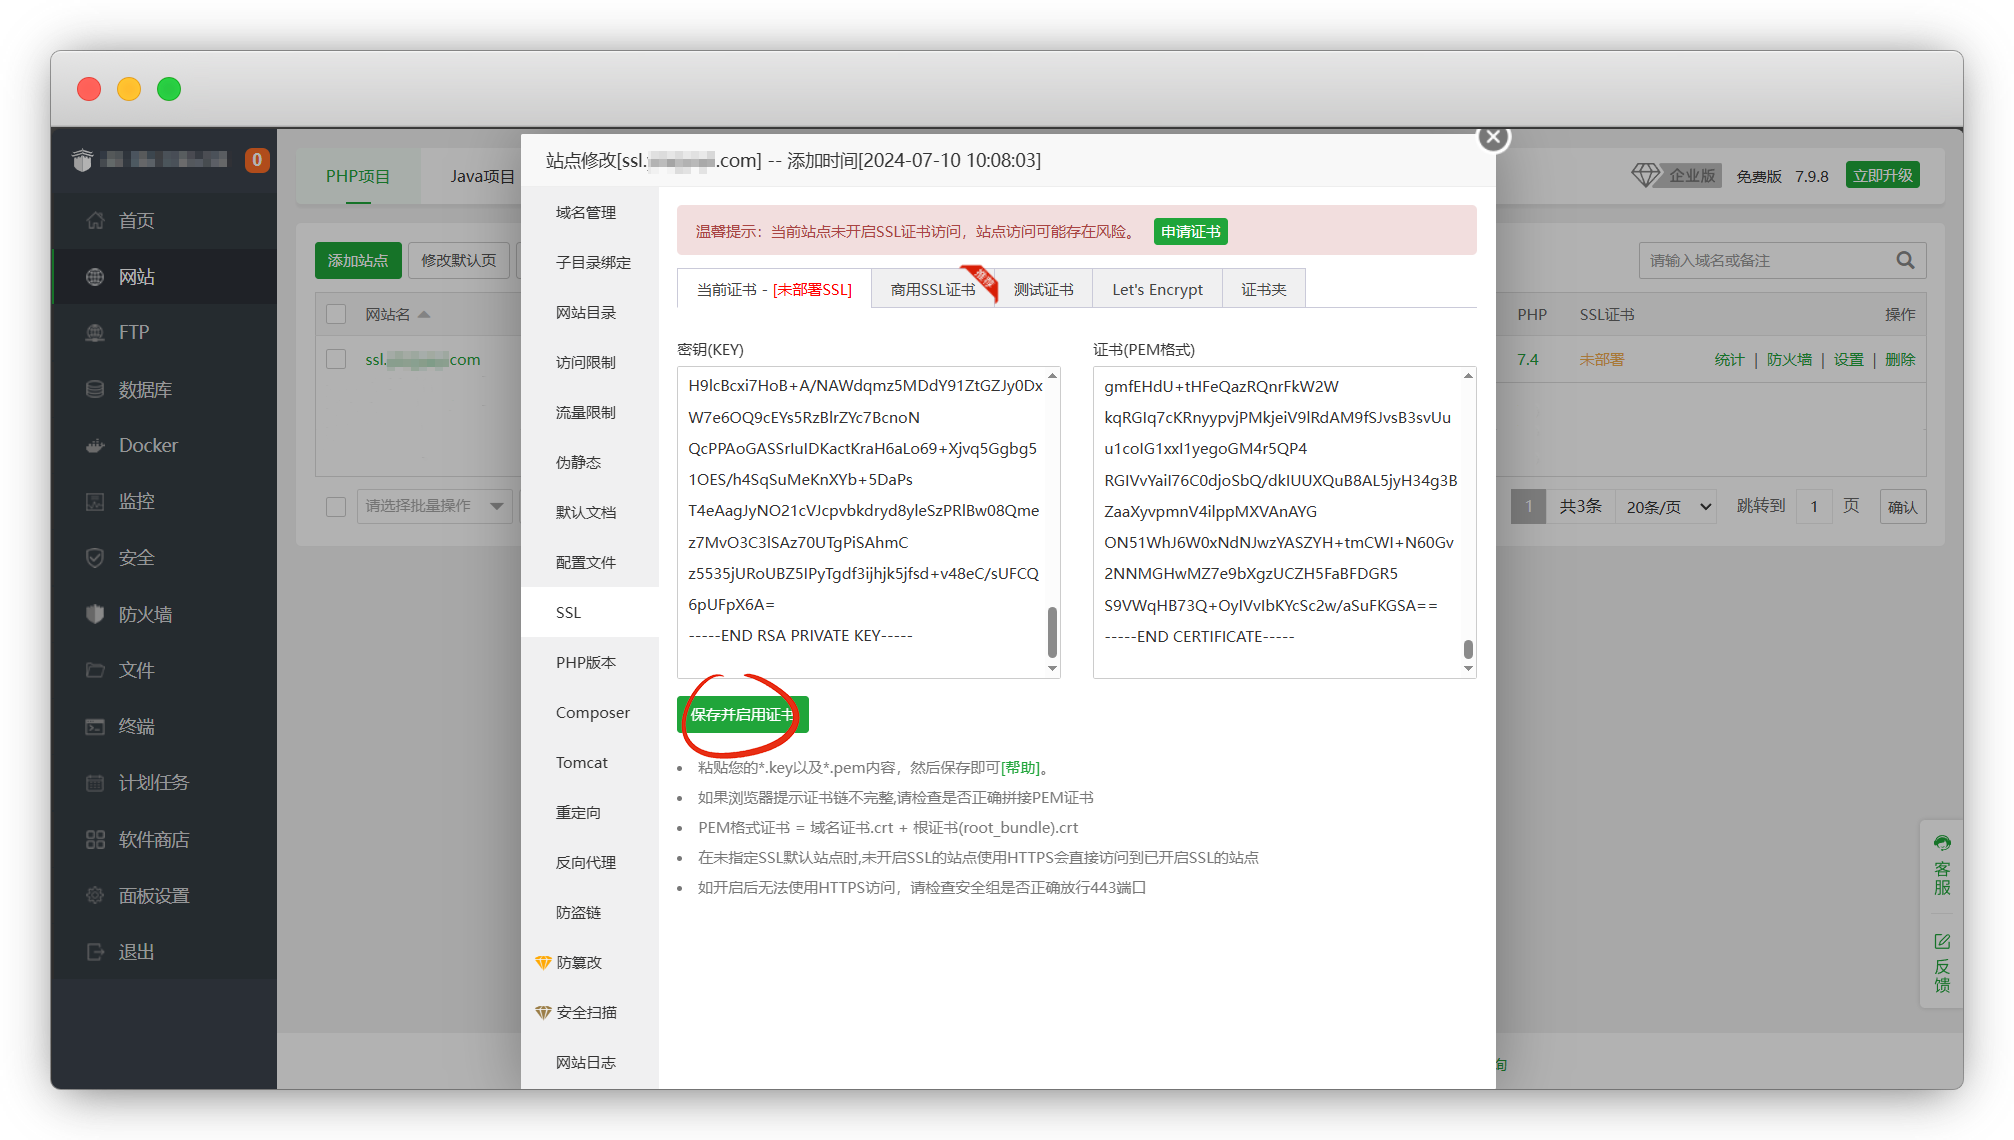 0
首页
网站
FTP
数据库
Docker
监控
安全
防火墙
文件
终端
计划任务
软件商店
面板设置
退出
PHP项目
Java项目
企业版
免费版 7.9.8
立即升级
添加站点
修改默认页
请输入域名或备注
网站名
PHP
SSL证书
操作
ssl.
com
7.4
未部署
统计 | 防火墙 | 设置 | 删除
请选择批量操作
1
共3条
20条/页
跳转到
1
页
确认
站点修改[ssl. .com] -- 添加时间[2024-07-10 10:08:03]
域名管理
子目录绑定
网站目录
访问限制
流量限制
伪静态
默认文档
配置文件
SSL
PHP版本
Composer
Tomcat
重定向
反向代理
防盗链
防篡改
安全扫描
网站日志
温馨提示：当前站点未开启SSL证书访问，站点访问可能存在风险。
申请证书
当前证书 - [未部署SSL]
商用SSL证书
推荐
测试证书
Let's Encrypt
证书夹
密钥(KEY)
H9lcBcxi7HoB+A/NAWdqmz5MDdY91ZtGZJy0Dx
W7e6OQ9cEYs5RzBlrZYc7BcnoN
QcPPAoGASSrIuIDKactKraH6aLo69+Xjvq5Ggbg5
1OES/h4SqSuMeKnXYb+5DaPs
T4eAagJyNO21cVJcpvbkdryd8yleSzPRlBw08Qme
z7MvO3C3lSAz70UTgPiSAhmC
z5535jURoUBZ5IPyTgdf3ijhjk5jfsd+v48eC/sUFCQ
6pUFpX6A=
-----END RSA PRIVATE KEY-----
证书(PEM格式)
gmfEHdU+tHFeQazRQnrFkW2W
kqRGIq7cKRnyypvjPMkjeiV9lRdAM9fSJvsB3svUu
u1colG1xxl1yegoGM4r5QP4
RGIVvYaiI76C0djoSbQ/dkIUUXQuB8AL5jyH34g3B
ZaaXyvpmnV4ilppMXVAnAYG
ON51WhJ6W0xNdNJwzYASZYH+tmCWI+N60Gv
2NNMGHwMZ7e9bXgzUCZH5FaBFDGR5
S9VWqHB73Q+OyIVvIbKYcSc2w/aSuFKGSA==
-----END CERTIFICATE-----
保存并启用证书
粘贴您的*.key以及*.pem内容，然后保存即可[帮助]。
如果浏览器提示证书链不完整,请检查是否正确拼接PEM证书
PEM格式证书 = 域名证书.crt + 根证书(root_bundle).crt
在未指定SSL默认站点时,未开启SSL的站点使用HTTPS会直接访问到已开启SSL的站点
如开启后无法使用HTTPS访问，请检查安全组是否正确放行443端口
客服
反馈
询